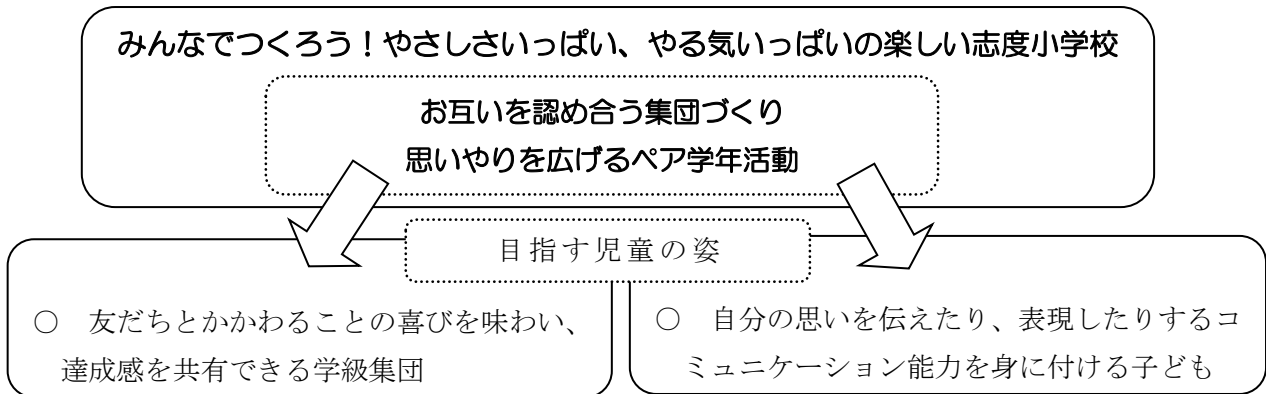 みんなでつくろう！やさしさいっぱい、やる気いっぱいの楽しい志度小学校
お互いを認め合う集団づくり
思いやりを広げるペア学年活動
目指す児童の姿
○　友だちとかかわることの喜びを味わい、
達成感を共有できる学級集団
○　自分の思いを伝えたり、表現したりするコ
ミュニケーション能力を身に付ける子ども